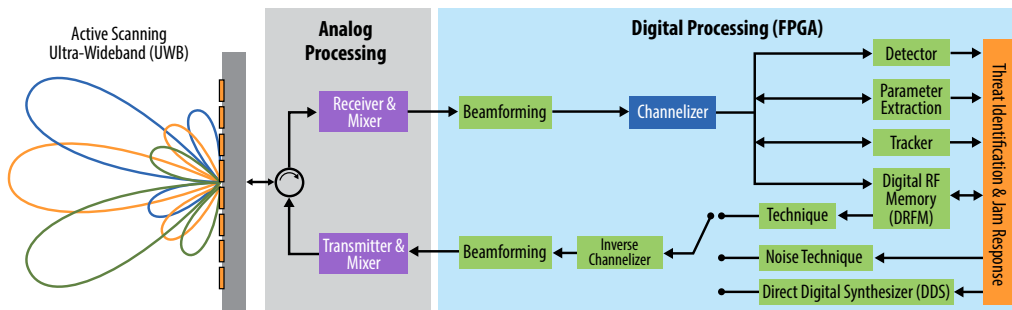 Active Scanning
Ultra-Wideband (UWB)
Analog
Processing
Digital Processing (FPGA)
Receiver &
Mixer
Beamforming
Channelizer
Detector
Parameter
Extraction
Tracker
Digital RF
Memory
(DRFM)
Technique
Transmitter &
Mixer
Beamforming
Inverse
Channelizer
Noise Technique
Direct Digital Synthesizer (DDS)
Threat Identification & Jam Response